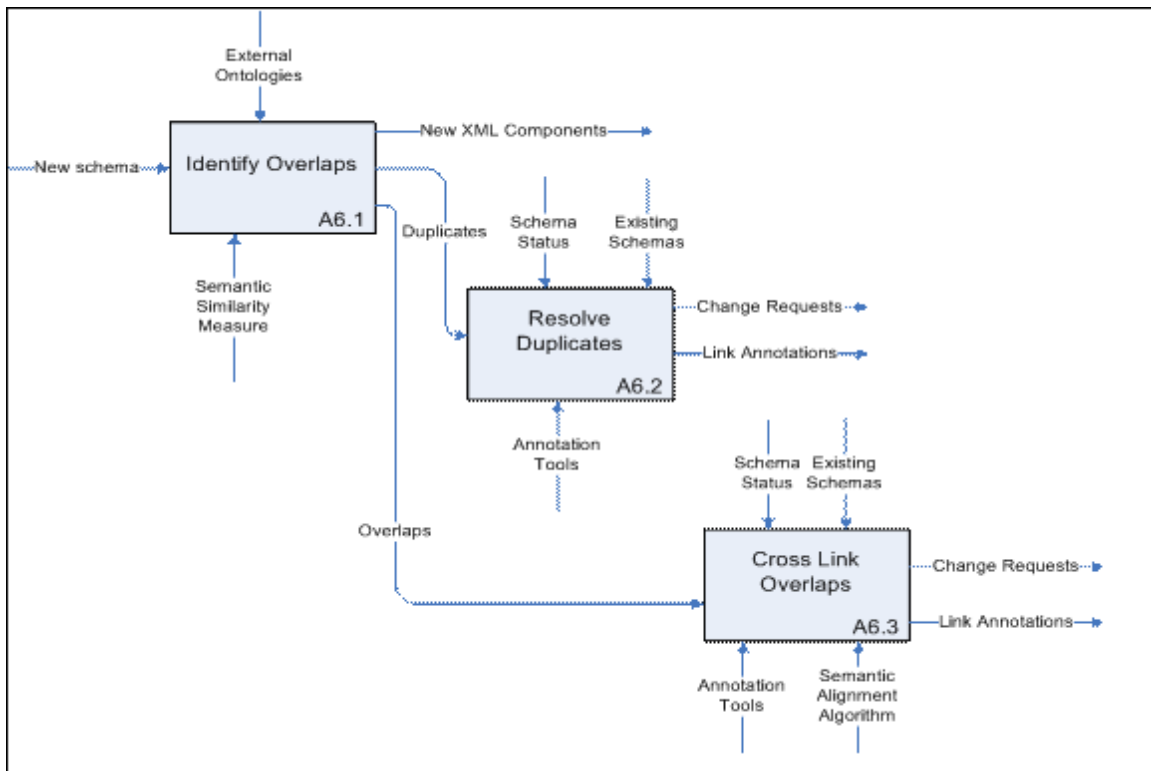 External
Ontologies
New XML Components
New schema
Identify Overlaps
A6.1
Duplicates
Schema
Status
Existing
Schemas
Semantic
Similarity
Measure
Resolve
Duplicates
A6.2
Change Requests
Link Annotations
Annotation
Tools
Schema
Status
Existing
Schemas
Overlaps
Cross Link
Overlaps
A6.3
Change Requests
Link Annotations
Annotation
Tools
Semantic
Alignment
Algorithm